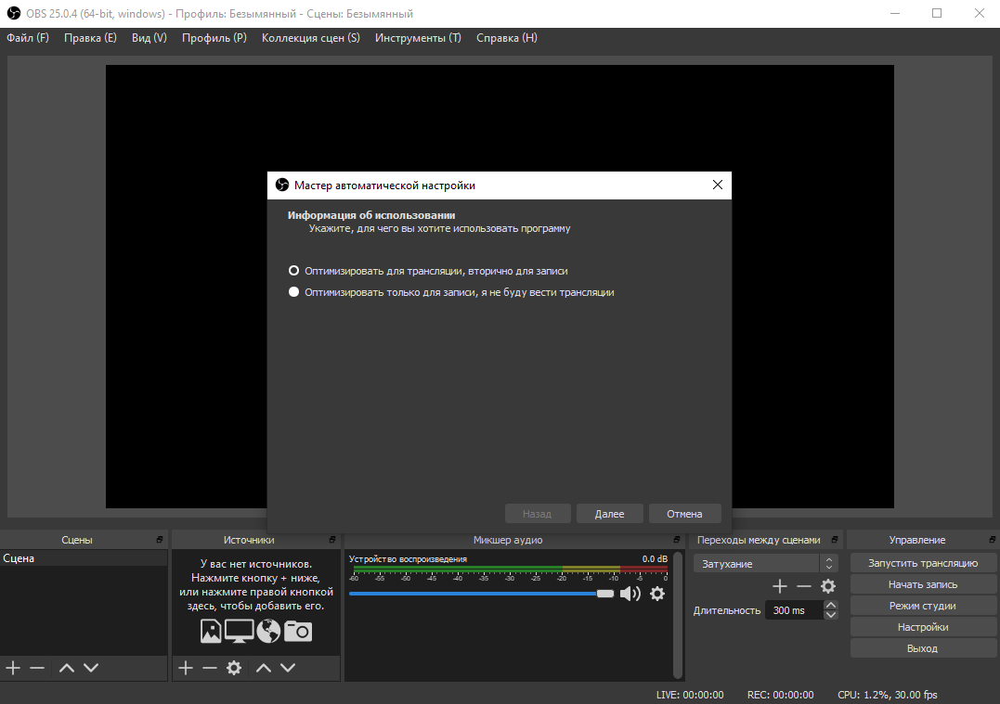 OBS 25.0.4 (64-bit, windows) - Профиль: Безымянный - Сцены: Безымянный
Файл (F) Правка (E) Вид (V) Профиль (P) Коллекция сцен (S) Инструменты (T) Справка (H)
Мастер автоматической настройки
Информация об использовании
Укажите, для чего вы хотите использовать программу
Оптимизировать для трансляции, вторично для записи
Оптимизировать только для записи, я не буду вести трансляции
Назад Далее Отмена
Сцены
Сцена
Источники
У вас нет источников.
Нажмите кнопку + ниже,
или нажмите правой кнопкой
здесь, чтобы добавить его.
Микшер аудио
Устройство воспроизведения 0.0 dB
-60 -55 -50 -45 -40 -35 -30 -25 -20 -15 -10 -5 0
Переходы между сценами
Затухание
Длительность 300 ms
Управление
Запустить трансляцию
Начать запись
Режим студии
Настройки
Выход
LIVE: 00:00:00 REC: 00:00:00 CPU: 1.2%, 30.00 fps